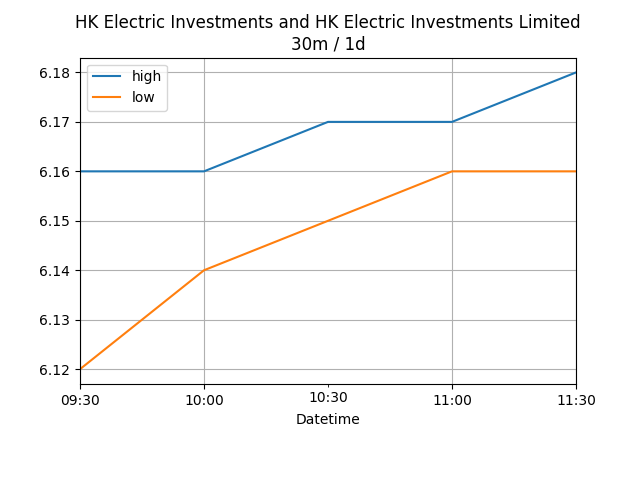 HK Electric Investments and HK Electric Investments Limited
30m / 1d
high
low
6.18
6.17
6.16
6.15
6.14
6.13
6.12
09:30 10:00 10:30 11:00 11:30
Datetime